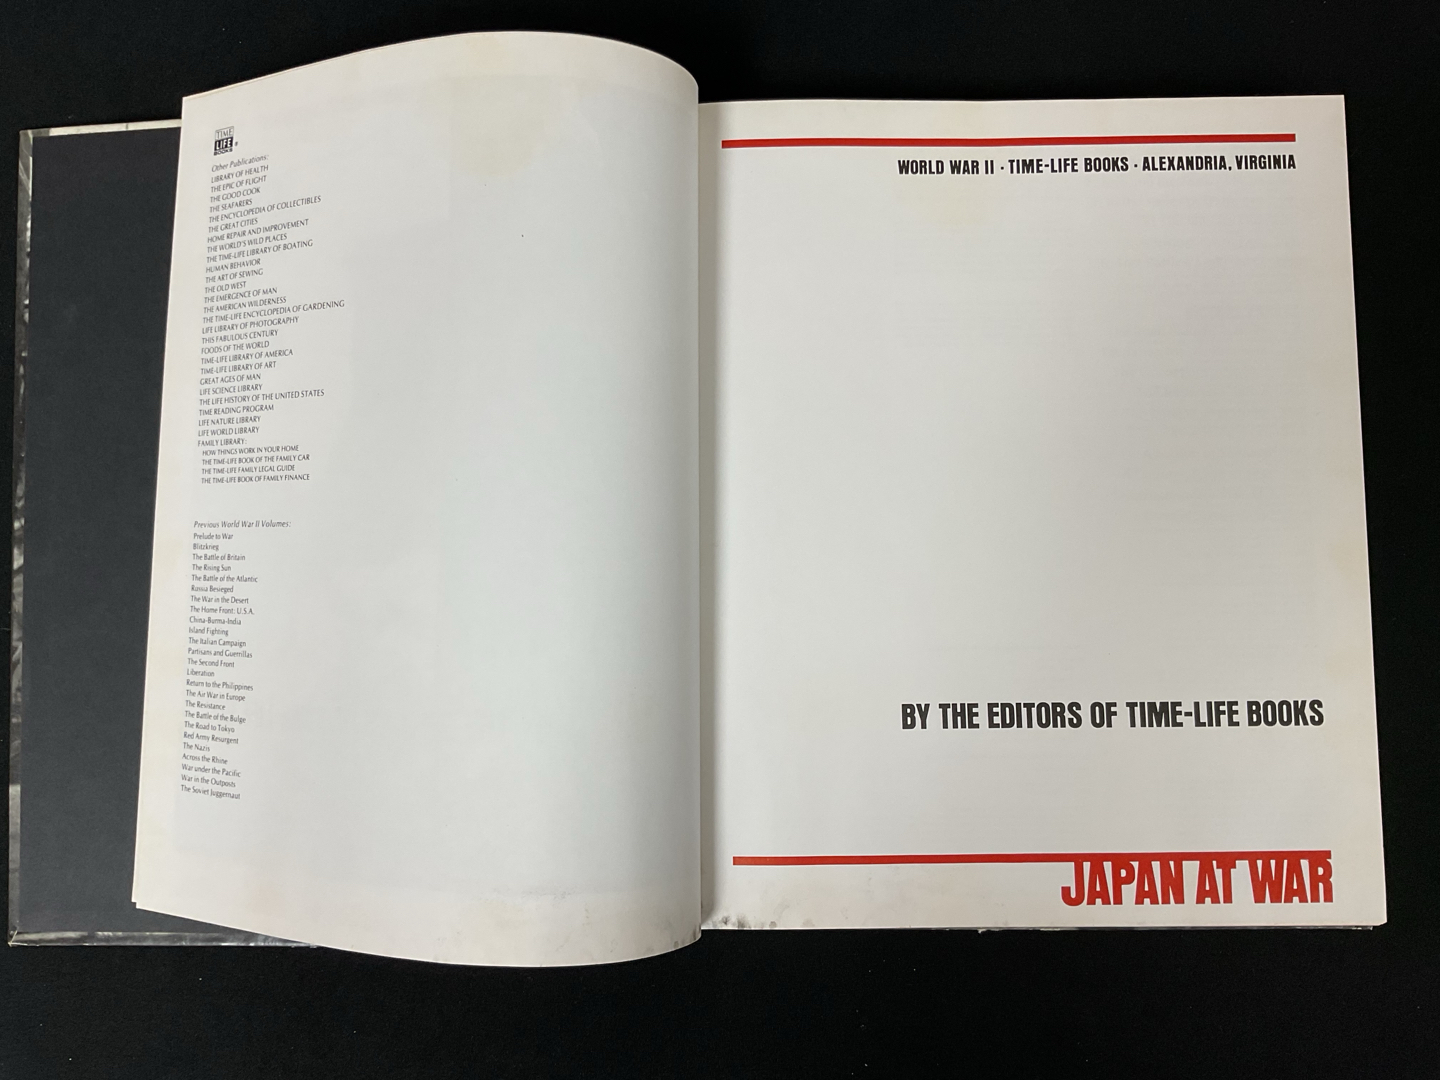 TIME
LIFE
BOOKS
Other Publications:
LIBRARY OF HEALTH
THE EPIC OF FLIGHT
THE GOOD COOK
THE SEAFARERS
THE ENCYCLOPEDIA OF COLLECTIBLES
THE GREAT CITIES
HOME REPAIR AND IMPROVEMENT
THE WORLD'S WILD PLACES
THE TIME-LIFE LIBRARY OF BOATING
HUMAN BEHAVIOR
THE ART OF SEWING
THE OLD WEST
THE EMERGENCE OF MAN
THE AMERICAN WILDERNESS
THE TIME-LIFE ENCYCLOPEDIA OF GARDENING
LIFE LIBRARY OF PHOTOGRAPHY
THIS FABULOUS CENTURY
FOODS OF THE WORLD
TIME-LIFE LIBRARY OF AMERICA
TIME-LIFE LIBRARY OF ART
GREAT AGES OF MAN
LIFE SCIENCE LIBRARY
THE LIFE HISTORY OF THE UNITED STATES
TIME READING PROGRAM
LIFE NATURE LIBRARY
LIFE WORLD LIBRARY
FAMILY LIBRARY:
HOW THINGS WORK IN YOUR HOME
THE TIME-LIFE BOOK OF THE FAMILY CAR
THE TIME-LIFE FAMILY LEGAL GUIDE
THE TIME-LIFE BOOK OF FAMILY FINANCE
Previous World War II Volumes:
Prelude to War
Blitzkrieg
The Battle of Britain
The Rising Sun
The Battle of the Atlantic
Russia Besieged
The War in the Desert
The Home Front: U.S.A.
China-Burma-India
Island Fighting
The Italian Campaign
Partisans and Guerrillas
The Second Front
Liberation
Return to the Philippines
The Air War in Europe
The Resistance
The Battle of the Bulge
The Road to Tokyo
Red Army Resurgent
The Nazis
Across the Rhine
War under the Pacific
War in the Outposts
The Soviet Juggernaut
WORLD WAR II · TIME-LIFE BOOKS · ALEXANDRIA, VIRGINIA
BY THE EDITORS OF TIME-LIFE BOOKS
JAPAN AT WAR